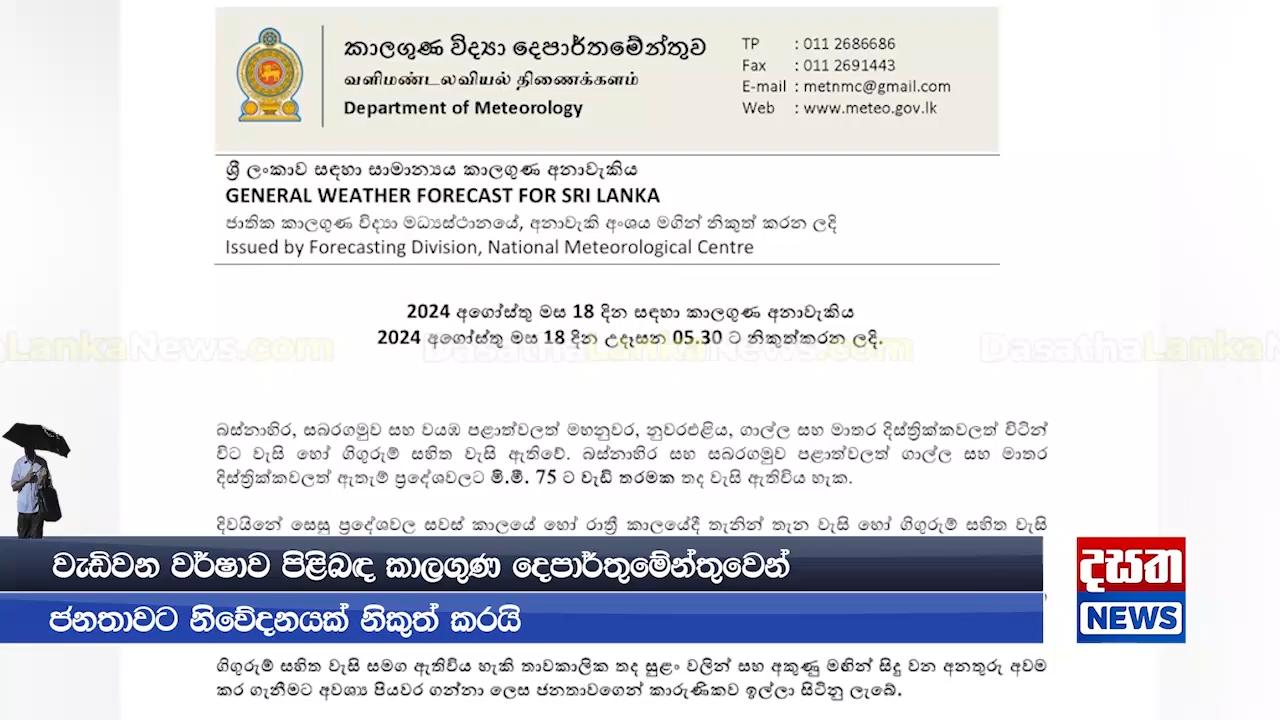 කාලගුණ විද්‍යා දෙපාර්තමේන්තුව
வளிமண்டலவியல் திணைக்களம்
Department of Meteorology
TP : 011 2686686
Fax : 011 2691443
E-mail : metnmc@gmail.com
Web : www.meteo.gov.lk
ශ්‍රී ලංකාව සඳහා සාමාන්‍යය කාලගුණ අනාවැකිය
GENERAL WEATHER FORECAST FOR SRI LANKA
ජාතික කාලගුණ විද්‍යා මධ්‍යස්ථානයේ, අනාවැකි අංශය මගින් නිකුත් කරන ලදි
Issued by Forecasting Division, National Meteorological Centre
2024 අගෝස්තු මස 18 දින සඳහා කාලගුණ අනාවැකිය
2024 අගෝස්තු මස 18 දින උදෑසන 05.30 ට නිකුත්කරන ලදි.
LankaNews.com DasathaLankaNews.com DasathaLankaN
බස්නාහිර, සබරගමුව සහ වයඹ පළාත්වලත් මහනුවර, නුවරඑළිය, ගාල්ල සහ මාතර දිස්ත්‍රික්කවලත් විටින්
විට වැසි හෝ ගිගුරුම් සහිත වැසි ඇතිවේ. බස්නාහිර සහ සබරගමුව පළාත්වලත් ගාල්ල සහ මාතර
දිස්ත්‍රික්කවලත් ඇතැම් ප්‍රදේශවලට මි.මී. 75 ට වැඩි තරමක තද වැසි ඇතිවිය හැක.
දිවයිනේ සෙසු ප්‍රදේශවල සවස් කාලයේ හෝ රාත්‍රී කාලයේදී තැනින් තැන වැසි හෝ ගිගුරුම් සහිත වැසි
වැඩිවන වර්ෂාව පිළිබඳ කාලගුණ දෙපාර්තුමේන්තුවෙන්
ජනතාවට නිවේදනයක් නිකුත් කරයි
දසත
NEWS
ගිගුරුම් සහිත වැසි සමග ඇතිවිය හැකි තාවකාලික තද සුළං වලින් සහ අකුණු මඟින් සිදු වන අනතුරු අවම
කර ගැනීමට අවශ්‍ය පියවර ගන්නා ලෙස ජනතාවගෙන් කාරුණිකව ඉල්ලා සිටිනු ලැබේ.